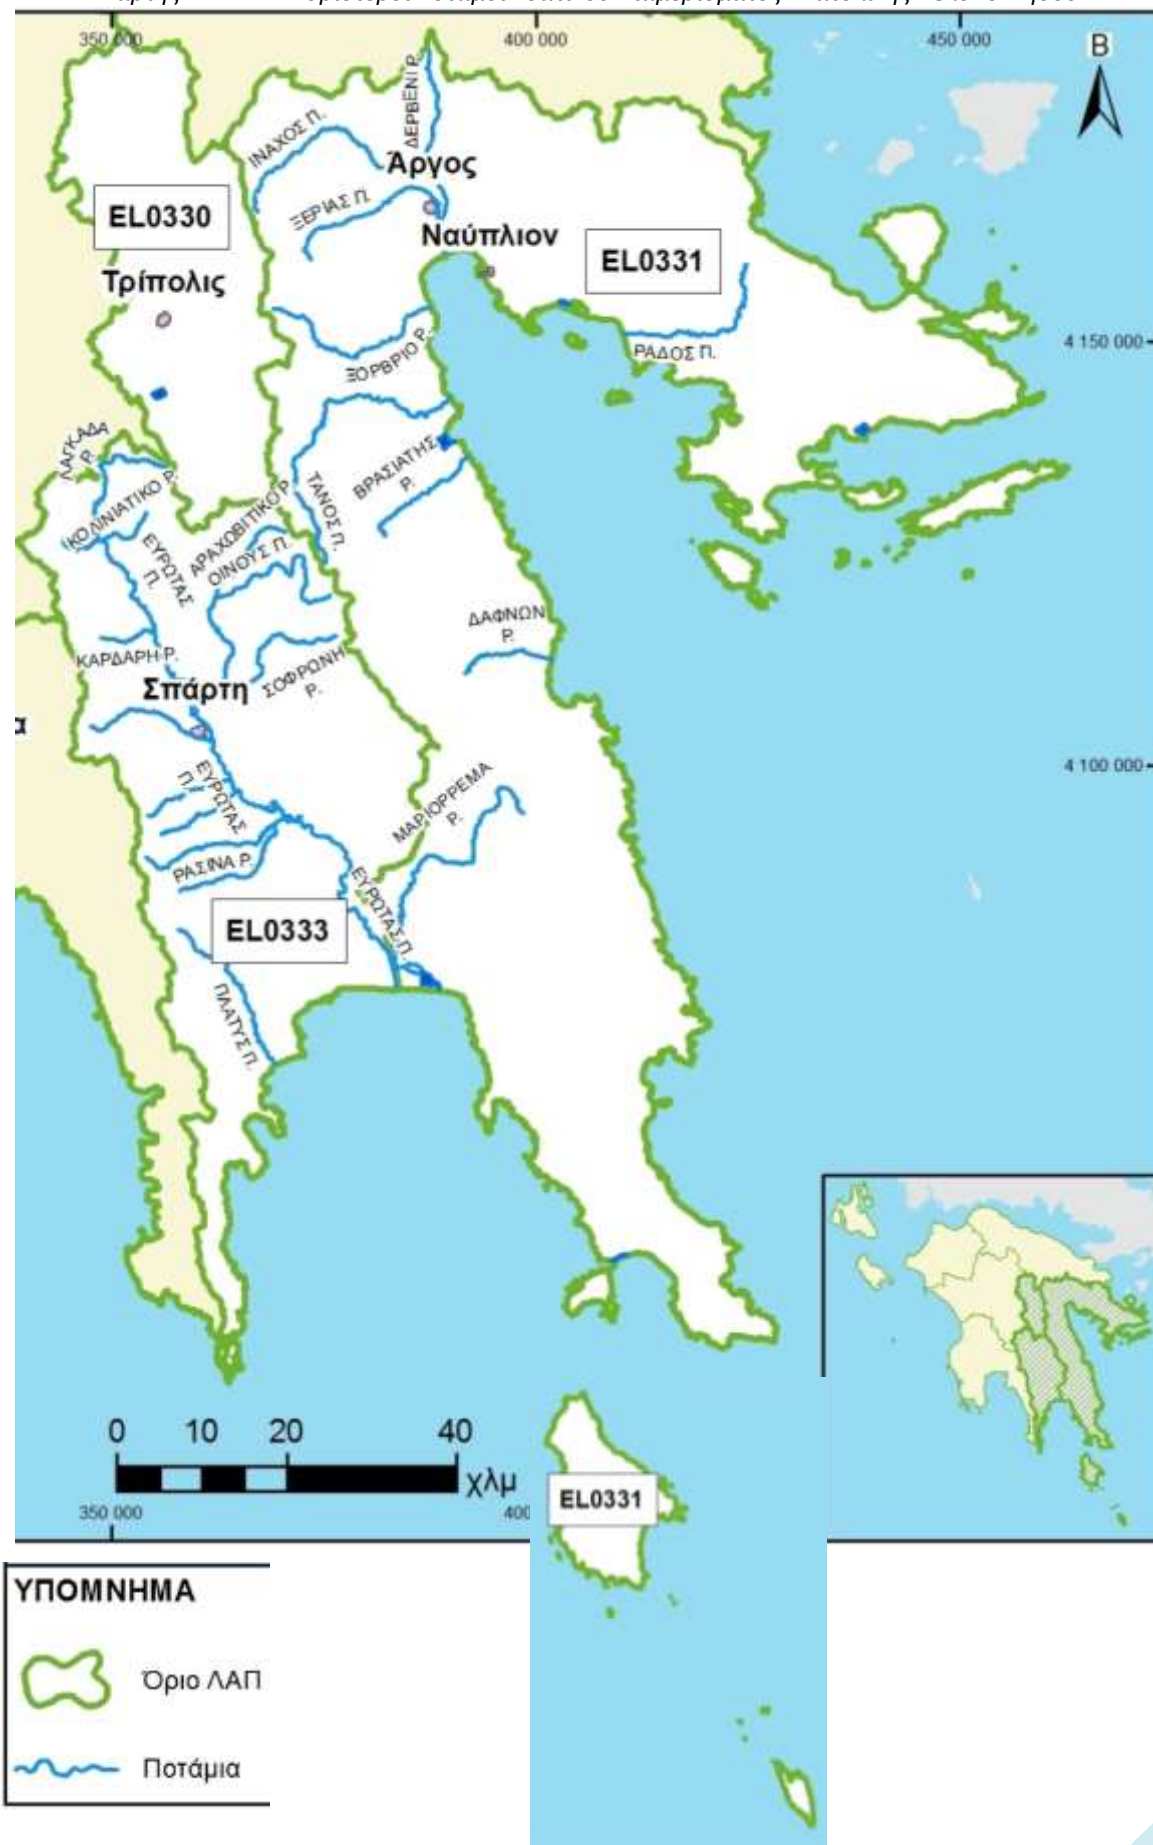 350 000
400 000
450 000
Β
ΔΕΡΒΕΝΙ Ρ.
ΙΝΑΧΟΣ Π.
Άργος
ΞΕΡΙΑΣ Π.
EL0330
Ναύπλιον
EL0331
Τρίπολις
ΡΑΔΟΣ Π.
4 150 000
ΞΟΡΒΡΙΟ Ρ.
ΛΑΓΚΑΔΑ
Ρ.
ΒΡΑΣΙΑΤΗΣ
Ρ.
ΚΟΛΙΝΙΑΤΙΚΟ Ρ.
ΑΡΑΧΩΒΙΤΙΚΟ Ρ.
ΤΑΝΟΣ Π.
ΕΥΡΩΤΑΣ
Π.
ΟΙΝΟΥΣ Π.
ΔΑΦΝΩΝ
Ρ.
ΚΑΡΔΑΡΗ Ρ.
Σπάρτη
ΣΟΦΡΩΝΗ
Ρ.
α
4 100 000
ΕΥΡΩΤΑΣ
Π.
ΜΑΡΙΟΡΡΕΜΑ
Ρ.
ΡΑΣΙΝΑ Ρ.
ΕΥΡΩΤΑΣ Π.
EL0333
ΠΛΑΤΥΣ Π.
0 10 20 40
χλμ
EL0331
350 000
400
ΥΠΟΜΝΗΜΑ
Όριο ΛΑΠ
Ποτάμια